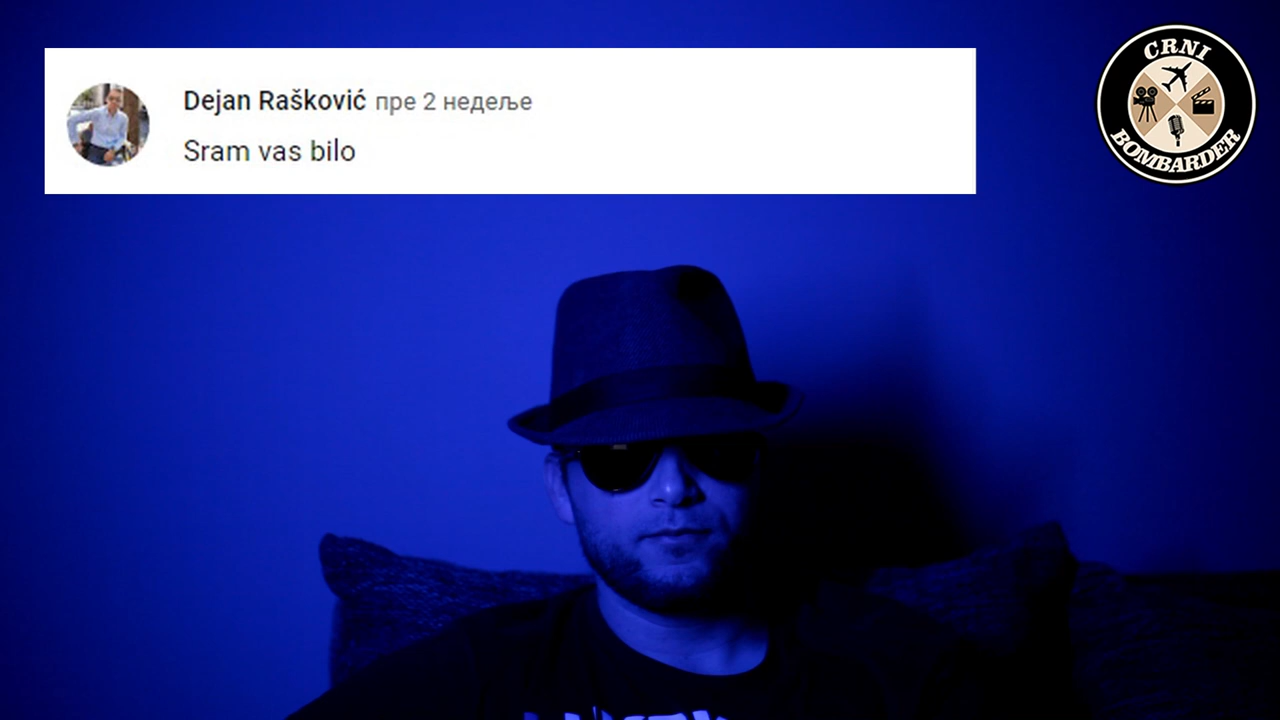 Dejan Rašković пре 2 недеље
Sram vas bilo
CRNI
BOMBARDER